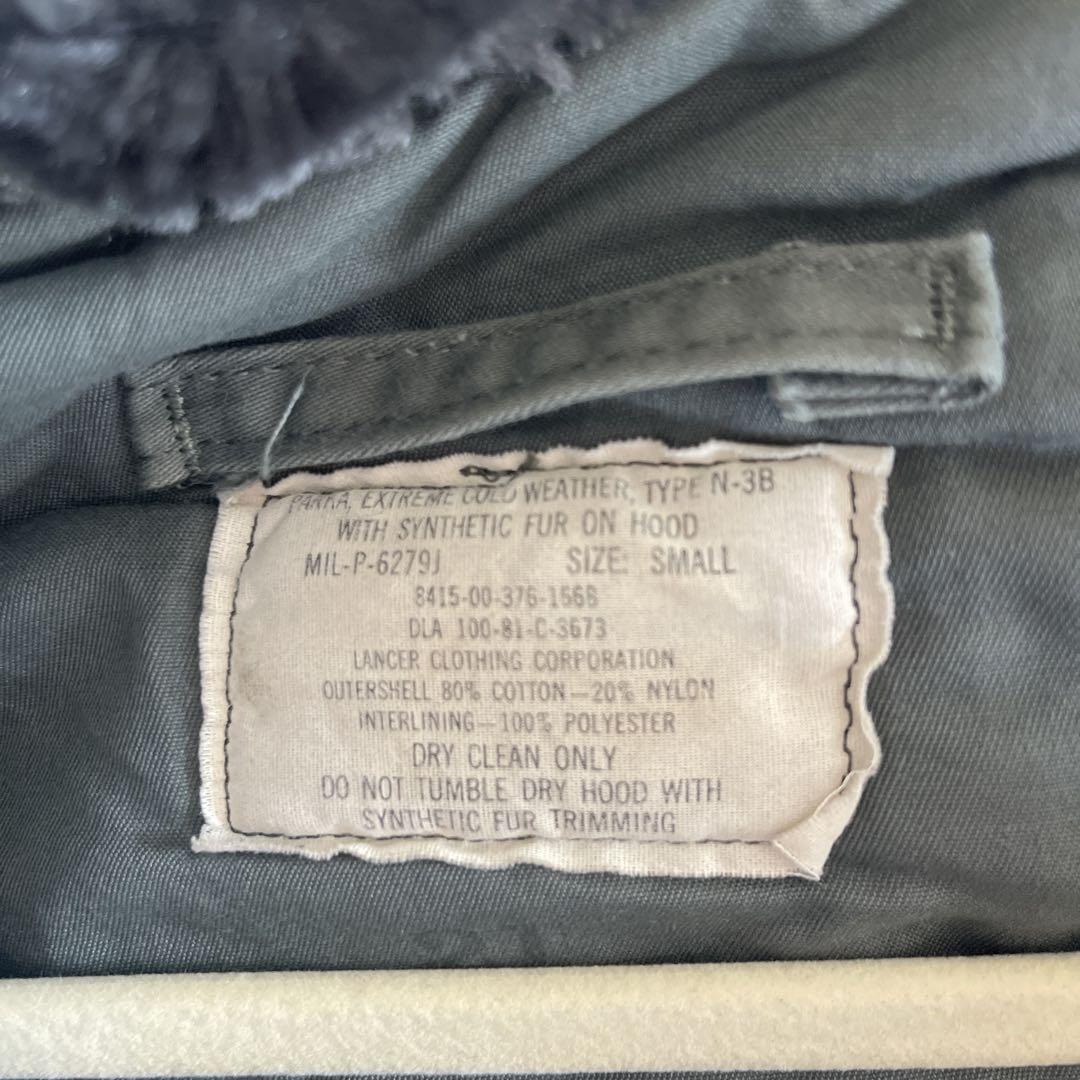 PARKA, EXTREME COLD WEATHER, TYPE N-3B
WITH SYNTHETIC FUR ON HOOD
MIL-P-6279J SIZE: SMALL
8415-00-376-1668
DLA 100-81-C-3673
LANCER CLOTHING CORPORATION
OUTERSHELL 80% COTTON—20% NYLON
INTERLINING—100% POLYESTER
DRY CLEAN ONLY
DO NOT TUMBLE DRY HOOD WITH
SYNTHETIC FUR TRIMMING